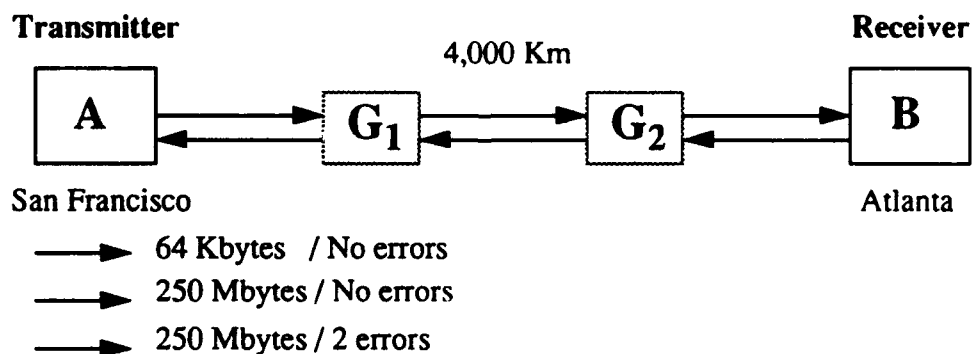 Transmitter
Receiver
4,000 Km
A
G1
G2
B
San Francisco
Atlanta
64 Kbytes / No errors
250 Mbytes / No errors
250 Mbytes / 2 errors